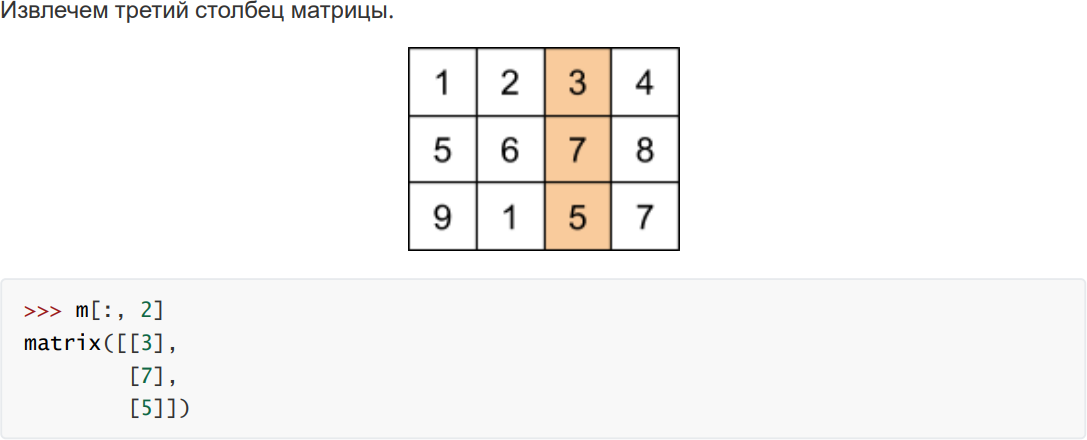 Извлечем третий столбец матрицы.
1 2 3 4
5 6 7 8
9 1 5 7
>>> m[:, 2]
matrix([[3],
        [7],
        [5]])